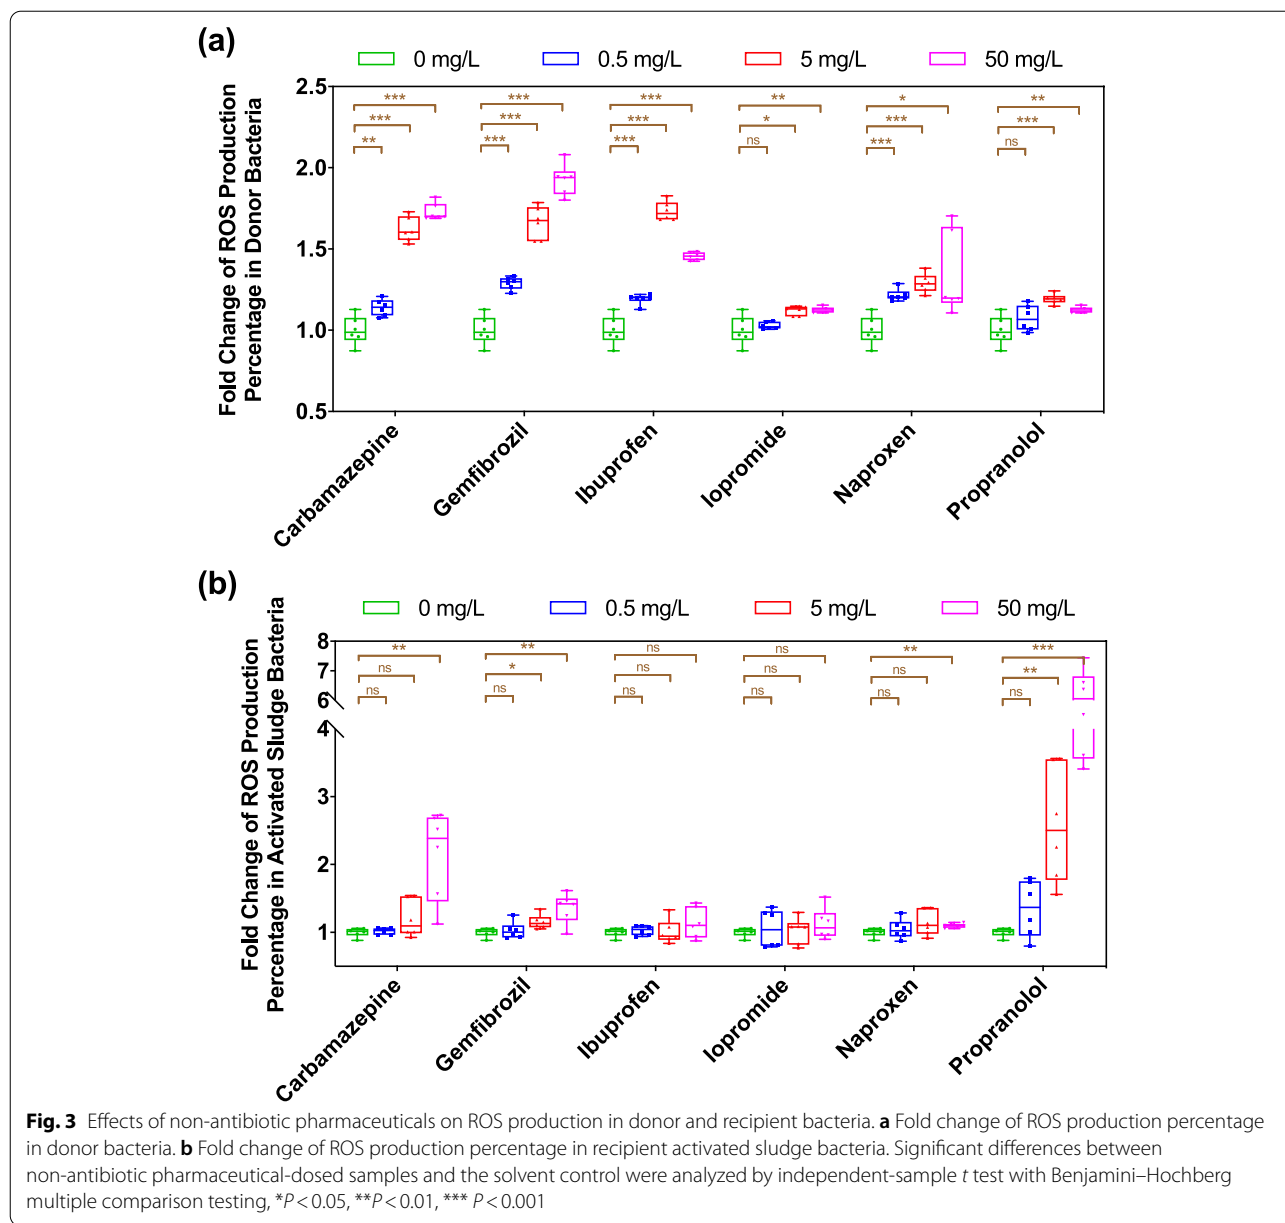 (a)
0 mg/L 0.5 mg/L 5 mg/L 50 mg/L
Fold Change of ROS Production
Percentage in Donor Bacteria
2.5
2.0
1.5
1.0
0.5
*** *** *** ** * **
*** *** *** * *** ***
** *** *** ns *** ns
Carbamazepine
Gemfibrozil
Ibuprofen
Iopromide
Naproxen
Propranolol
(b)
0 mg/L 0.5 mg/L 5 mg/L 50 mg/L
Fold Change of ROS Production
Percentage in Activated Sludge Bacteria
8
7
6
4
3
2
1
** ** ns ns ** ***
ns * ns ns ns **
ns ns ns ns ns ns
Carbamazepine
Gemfibrozil
Ibuprofen
Iopromide
Naproxen
Propranolol
Fig. 3 Effects of non-antibiotic pharmaceuticals on ROS production in donor and recipient bacteria. a Fold change of ROS production percentage
in donor bacteria. b Fold change of ROS production percentage in recipient activated sludge bacteria. Significant differences between
non-antibiotic pharmaceutical-dosed samples and the solvent control were analyzed by independent-sample t test with Benjamini–Hochberg
multiple comparison testing, *P < 0.05, **P < 0.01, *** P < 0.001